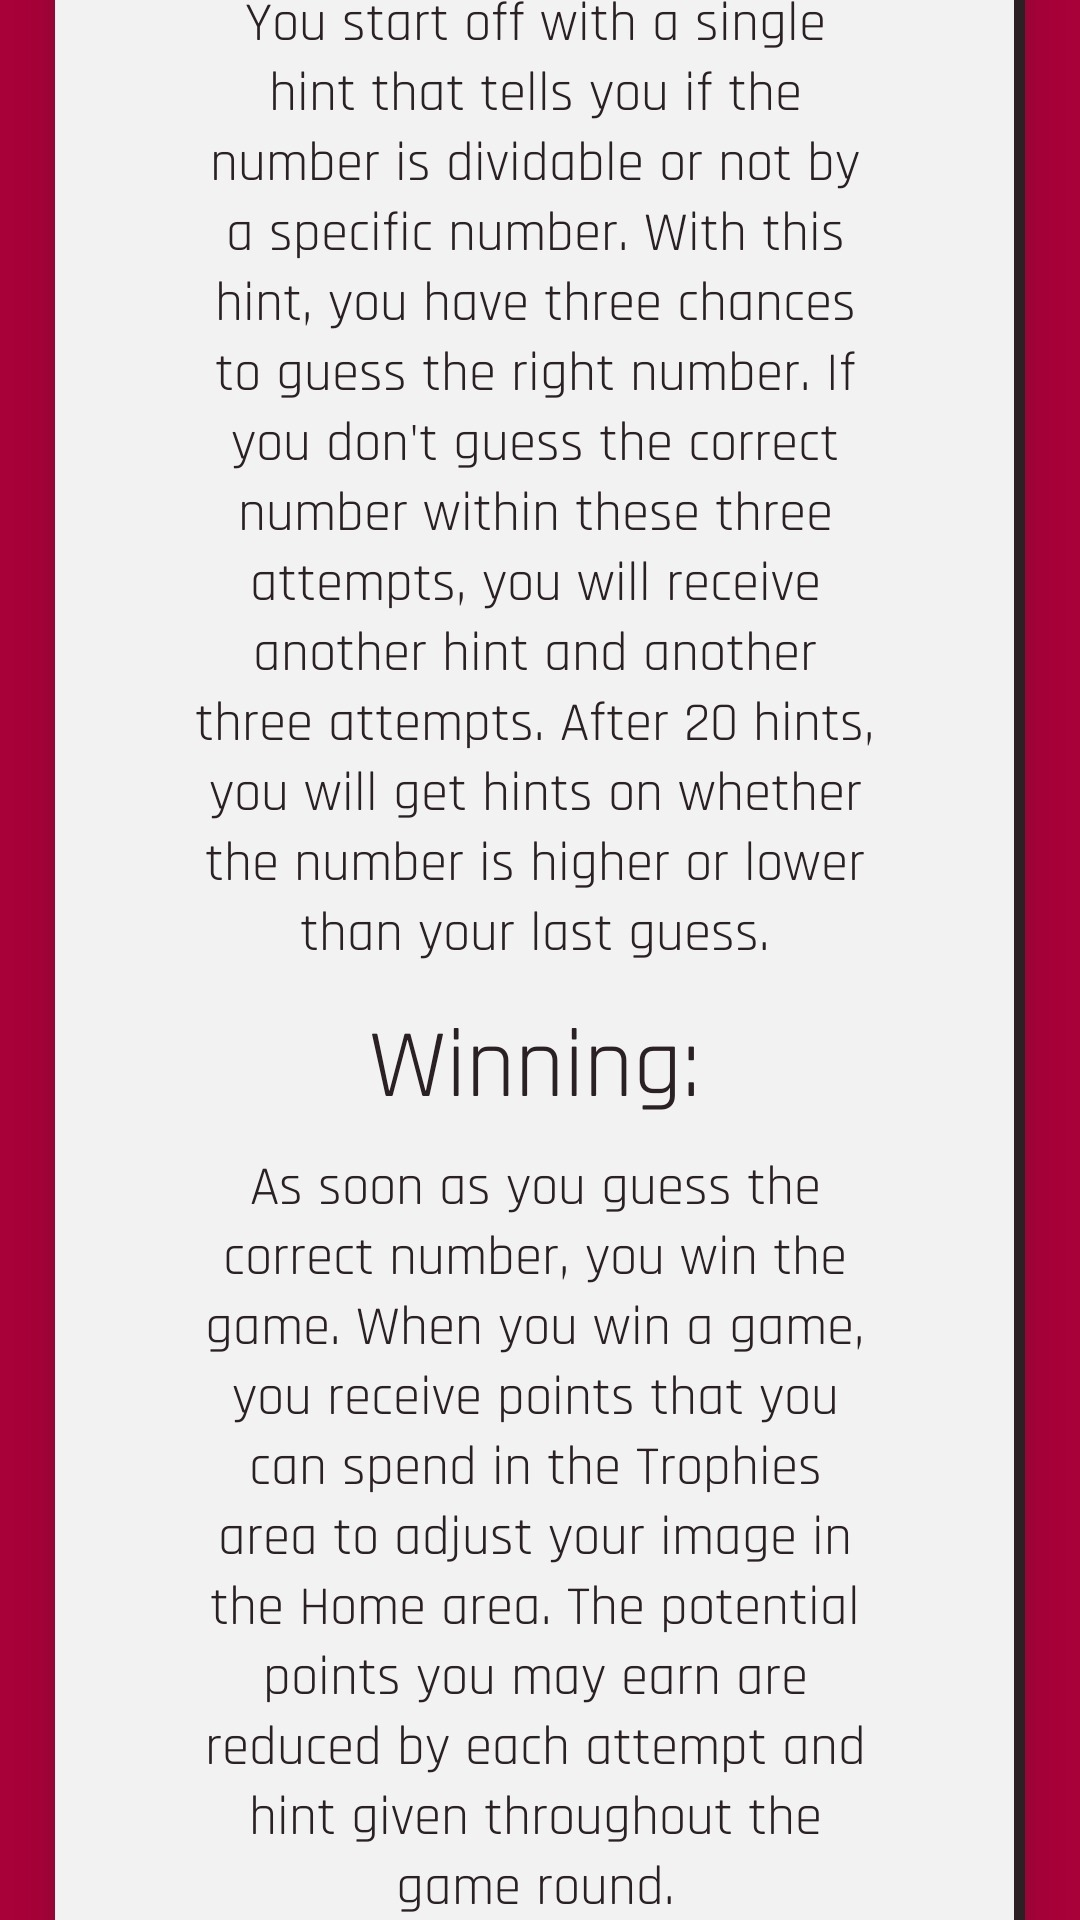 You start off with a single
hint that tells you if the
number is dividable or not by
a specific number. With this
hint, you have three chances
to guess the right number. If
you don't guess the correct
number within these three
attempts, you will receive
another hint and another
three attempts. After 20 hints,
you will get hints on whether
the number is higher or lower
than your last guess.
Winning:
As soon as you guess the
correct number, you win the
game. When you win a game,
you receive points that you
can spend in the Trophies
area to adjust your image in
the Home area. The potential
points you may earn are
reduced by each attempt and
hint given throughout the
game round.